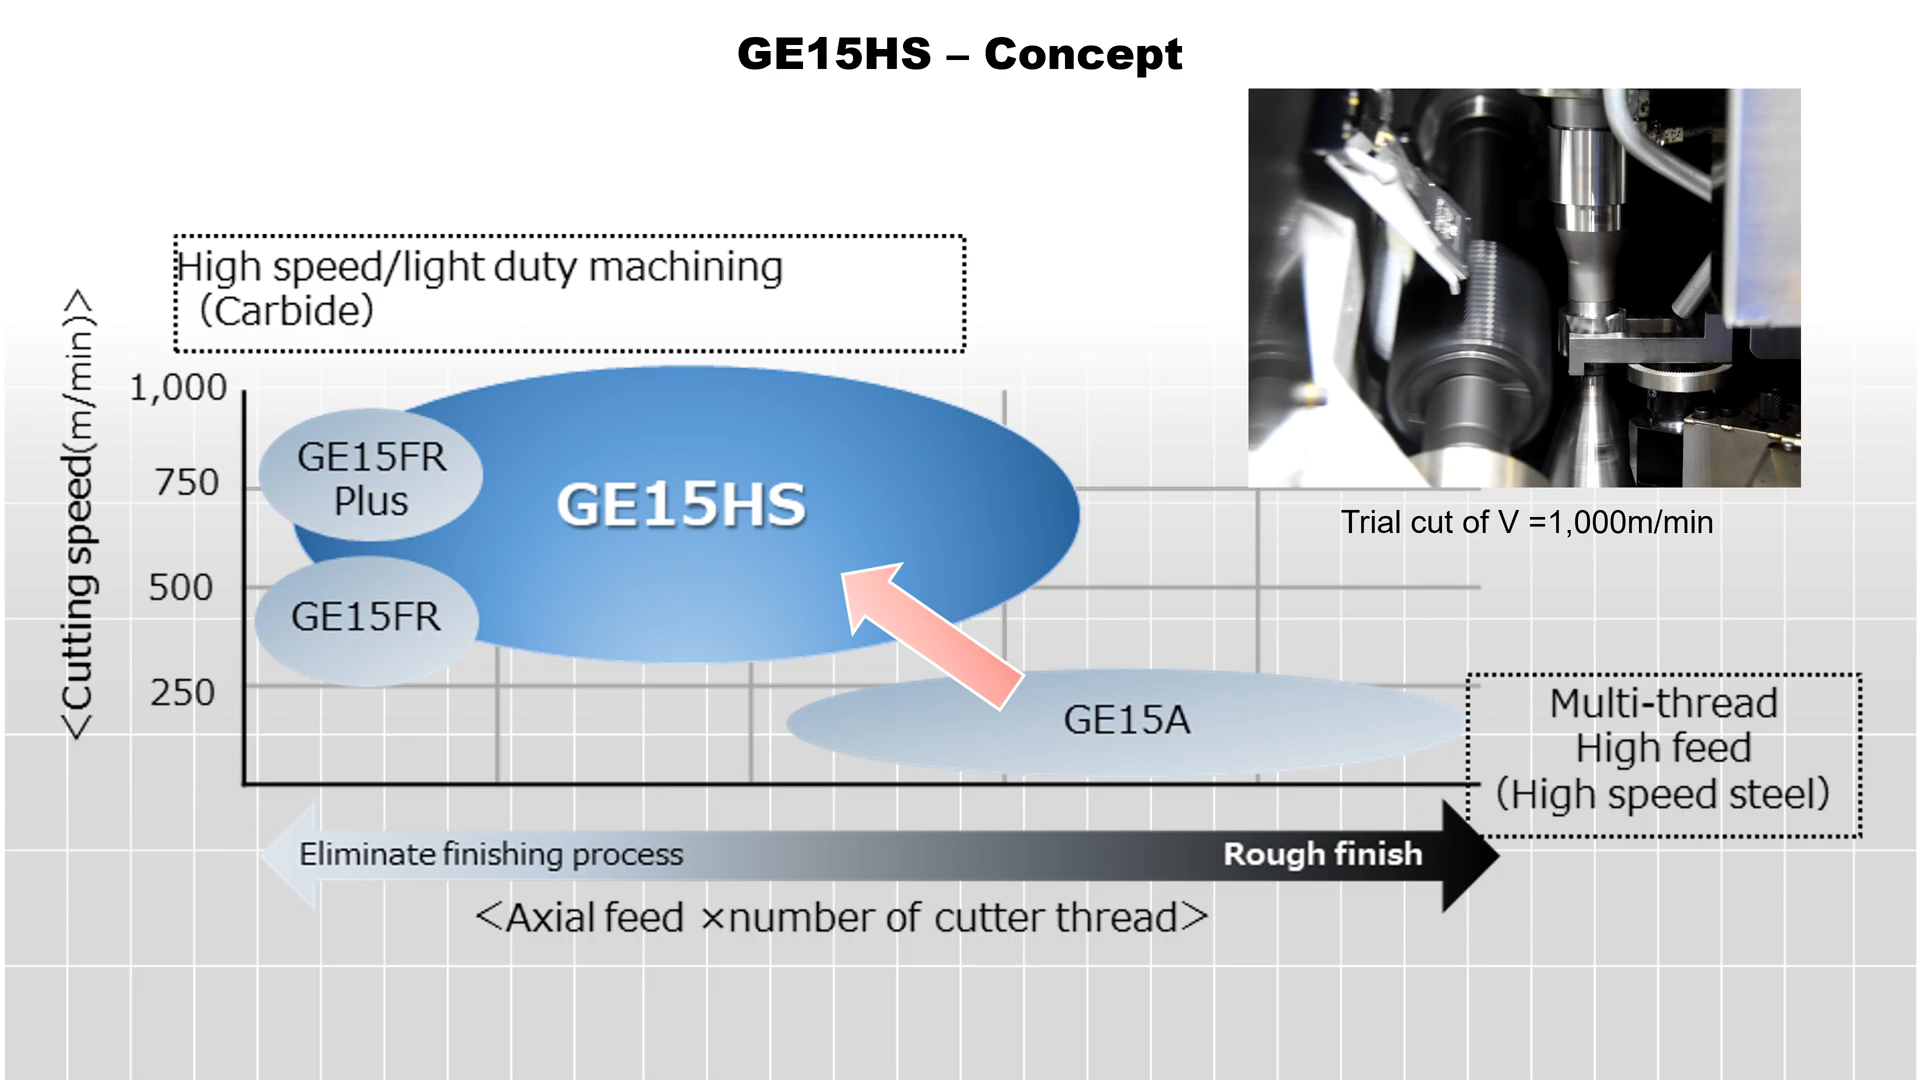 GE15HS – Concept
High speed/light duty machining
（Carbide）
<Cutting speed(m/min)>
1,000
750
500
250
GE15FR
Plus
GE15HS
GE15FR
GE15A
Trial cut of V =1,000m/min
Multi-thread
High feed
（High speed steel）
Eliminate finishing process
Rough finish
<Axial feed ×number of cutter thread>